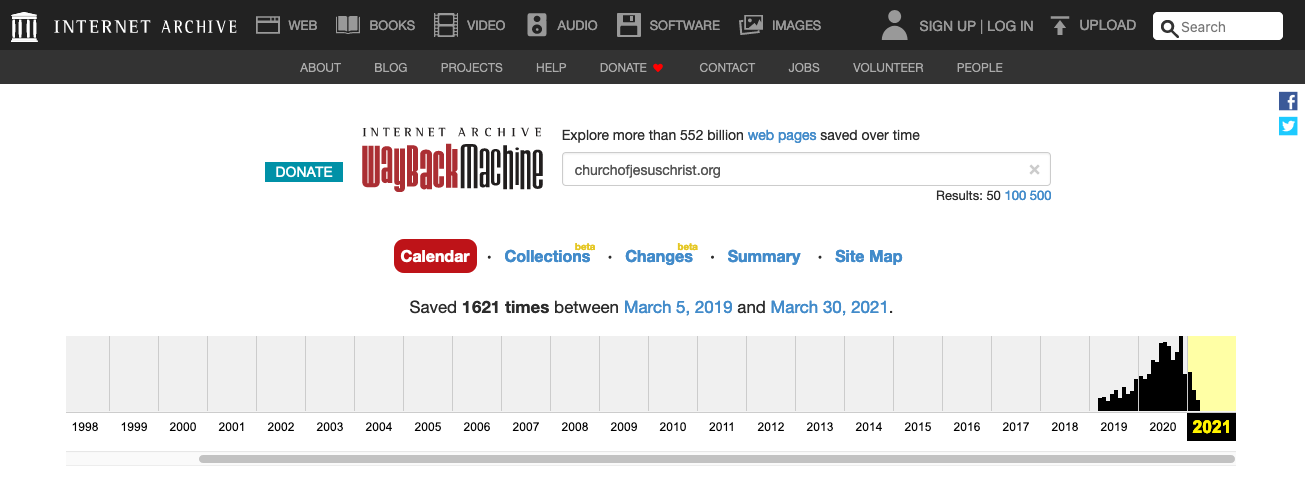 INTERNET ARCHIVE WEB BOOKS VIDEO AUDIO SOFTWARE IMAGES SIGN UP | LOG IN UPLOAD Search
ABOUT BLOG PROJECTS HELP DONATE CONTACT JOBS VOLUNTEER PEOPLE
DONATE
INTERNET ARCHIVE
WayBackMachine
Explore more than 552 billion web pages saved over time
churchofjesuschrist.org
Results: 50 100 500
Calendar · Collections beta · Changes beta · Summary · Site Map
Saved 1621 times between March 5, 2019 and March 30, 2021.
1998 1999 2000 2001 2002 2003 2004 2005 2006 2007 2008 2009 2010 2011 2012 2013 2014 2015 2016 2017 2018 2019 2020 2021